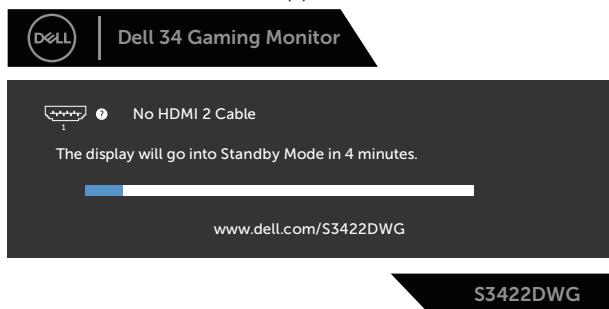 DELL
Dell 34 Gaming Monitor
? No HDMI 2 Cable
1
The display will go into Standby Mode in 4 minutes.
www.dell.com/S3422DWG
S3422DWG